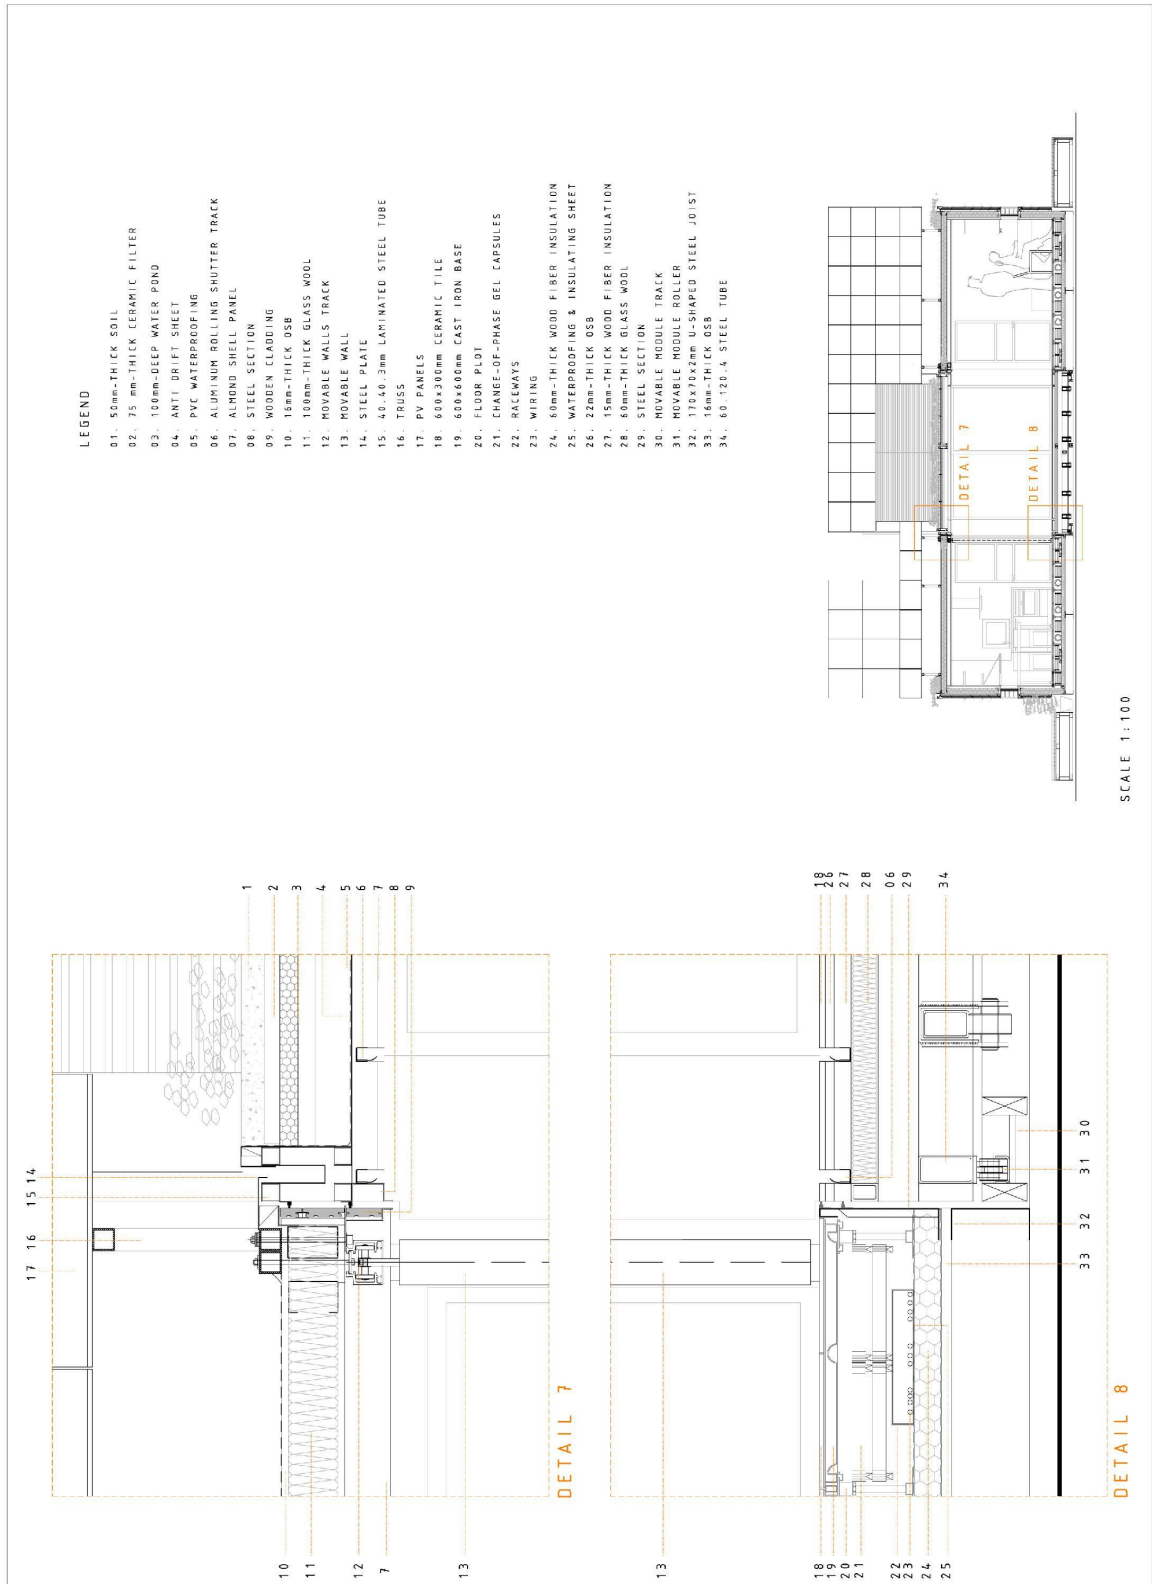 LEGEND
01. 50mm-THICK SOIL
02. 75 mm-THICK CERAMIC FILTER
03. 100mm-DEEP WATER POND
04. ANTI DRIFT SHEET
05. PVC WATERPROOFING
06. ALUMINUM ROLLING SHUTTER TRACK
07. ALMOND SHELL PANEL
08. STEEL SECTION
09. WOODEN CLADDING
10. 16mm-THICK OSB
11. 100mm-THICK GLASS WOOL
12. MOVABLE WALLS TRACK
13. MOVABLE WALL
14. STEEL PLATE
15. 40.40.3mm LAMINATED STEEL TUBE
16. TRUSS
17. PV PANELS
18. 600x300mm CERAMIC TILE
19. 600x600mm CAST IRON BASE
20. FLOOR PLOT
21. CHANGE-OF-PHASE GEL CAPSULES
22. RACEWAYS
23. WIRING
24. 60mm-THICK WOOD FIBER INSULATION
25. WATERPROOFING & INSULATING SHEET
26. 22mm-THICK OSB
27. 15mm-THICK WOOD FIBER INSULATION
28. 60mm-THICK GLASS WOOL
29. STEEL SECTION
30. MOVABLE MODULE TRACK
31. MOVABLE MODULE ROLLER
32. 170x70x2mm U-SHAPED STEEL JOIST
33. 16mm-THICK OSB
34. 60.120.4 STEEL TUBE
DETAIL 7
DETAIL 8
SCALE 1:100
17
16
15
14
1
2
3
4
5
6
7
8
9
10
11
12
7
13
DETAIL 7
13
18
19
20
21
22
23
24
25
18
26
27
28
06
29
34
30
31
32
33
DETAIL 8